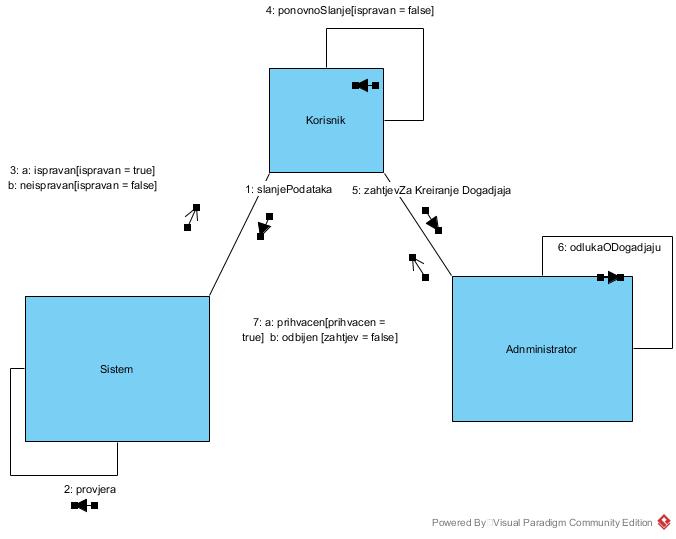 4: ponovnoSlanje[ispravan = false]
Korisnik
3: a: ispravan[ispravan = true]
b: neispravan[ispravan = false]
1: slanjePodataka
5: zahtjevZa Kreiranje Dogadjaja
6: odlukaODogadjaju
7: a: prihvacen[prihvacen =
true] b: odbijen [zahtjev = false]
Adnministrator
Sistem
2: provjera
Powered By Visual Paradigm Community Edition